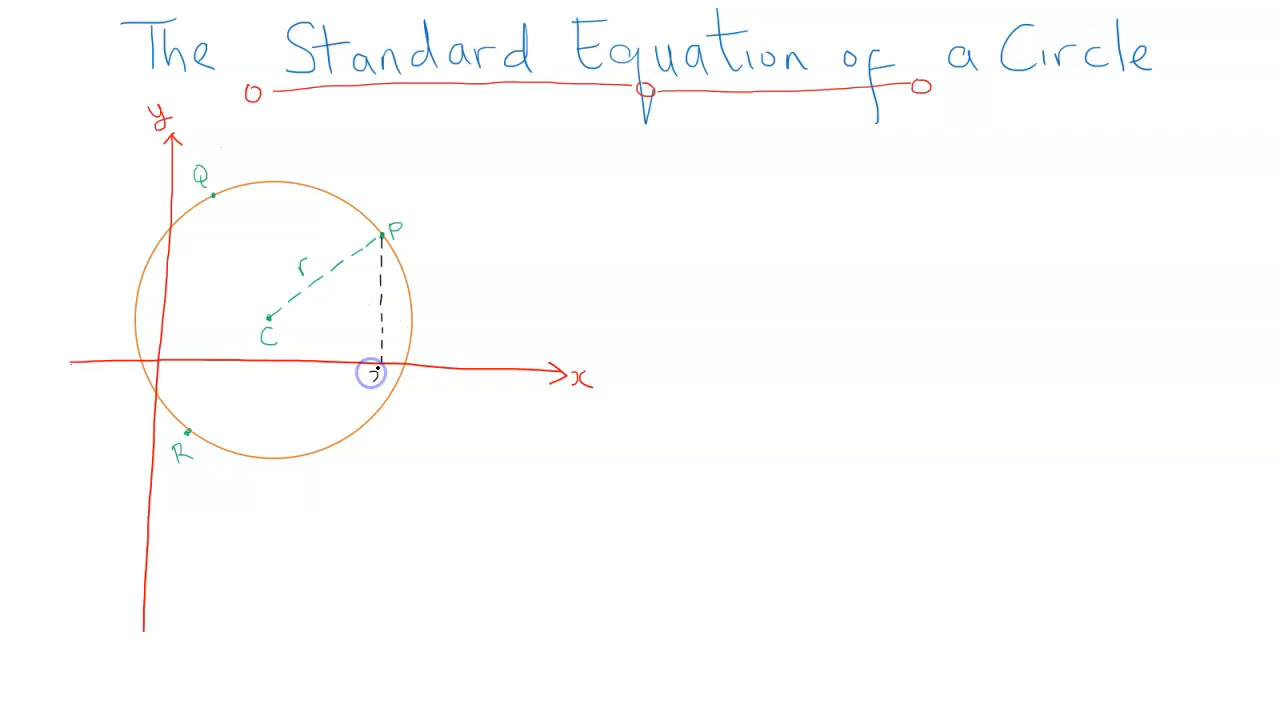 The Standard Equation of a Circle
y
Q
P
r
C
x
R